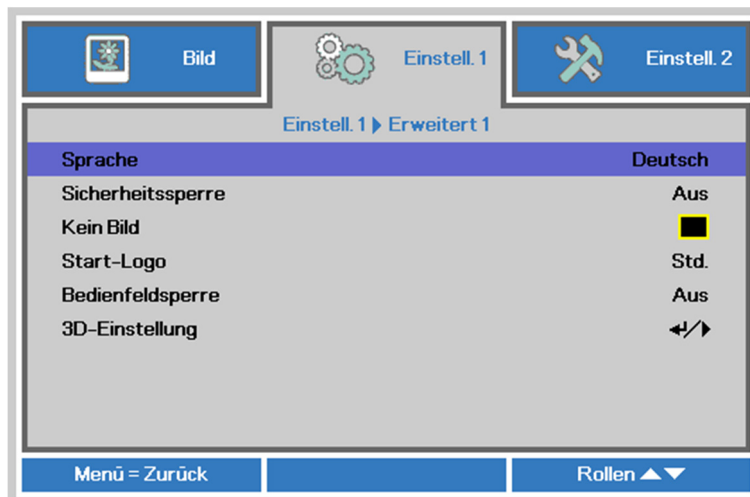 Bild
Einstell. 1
Einstell. 2
Einstell. 1 Erweitert 1
Sprache Deutsch
Sicherheitssperre Aus
Kein Bild
Start-Logo Std.
Bedienfeldsperre Aus
3D-Einstellung ↵/▶
Menü = Zurück
Rollen ▲▼